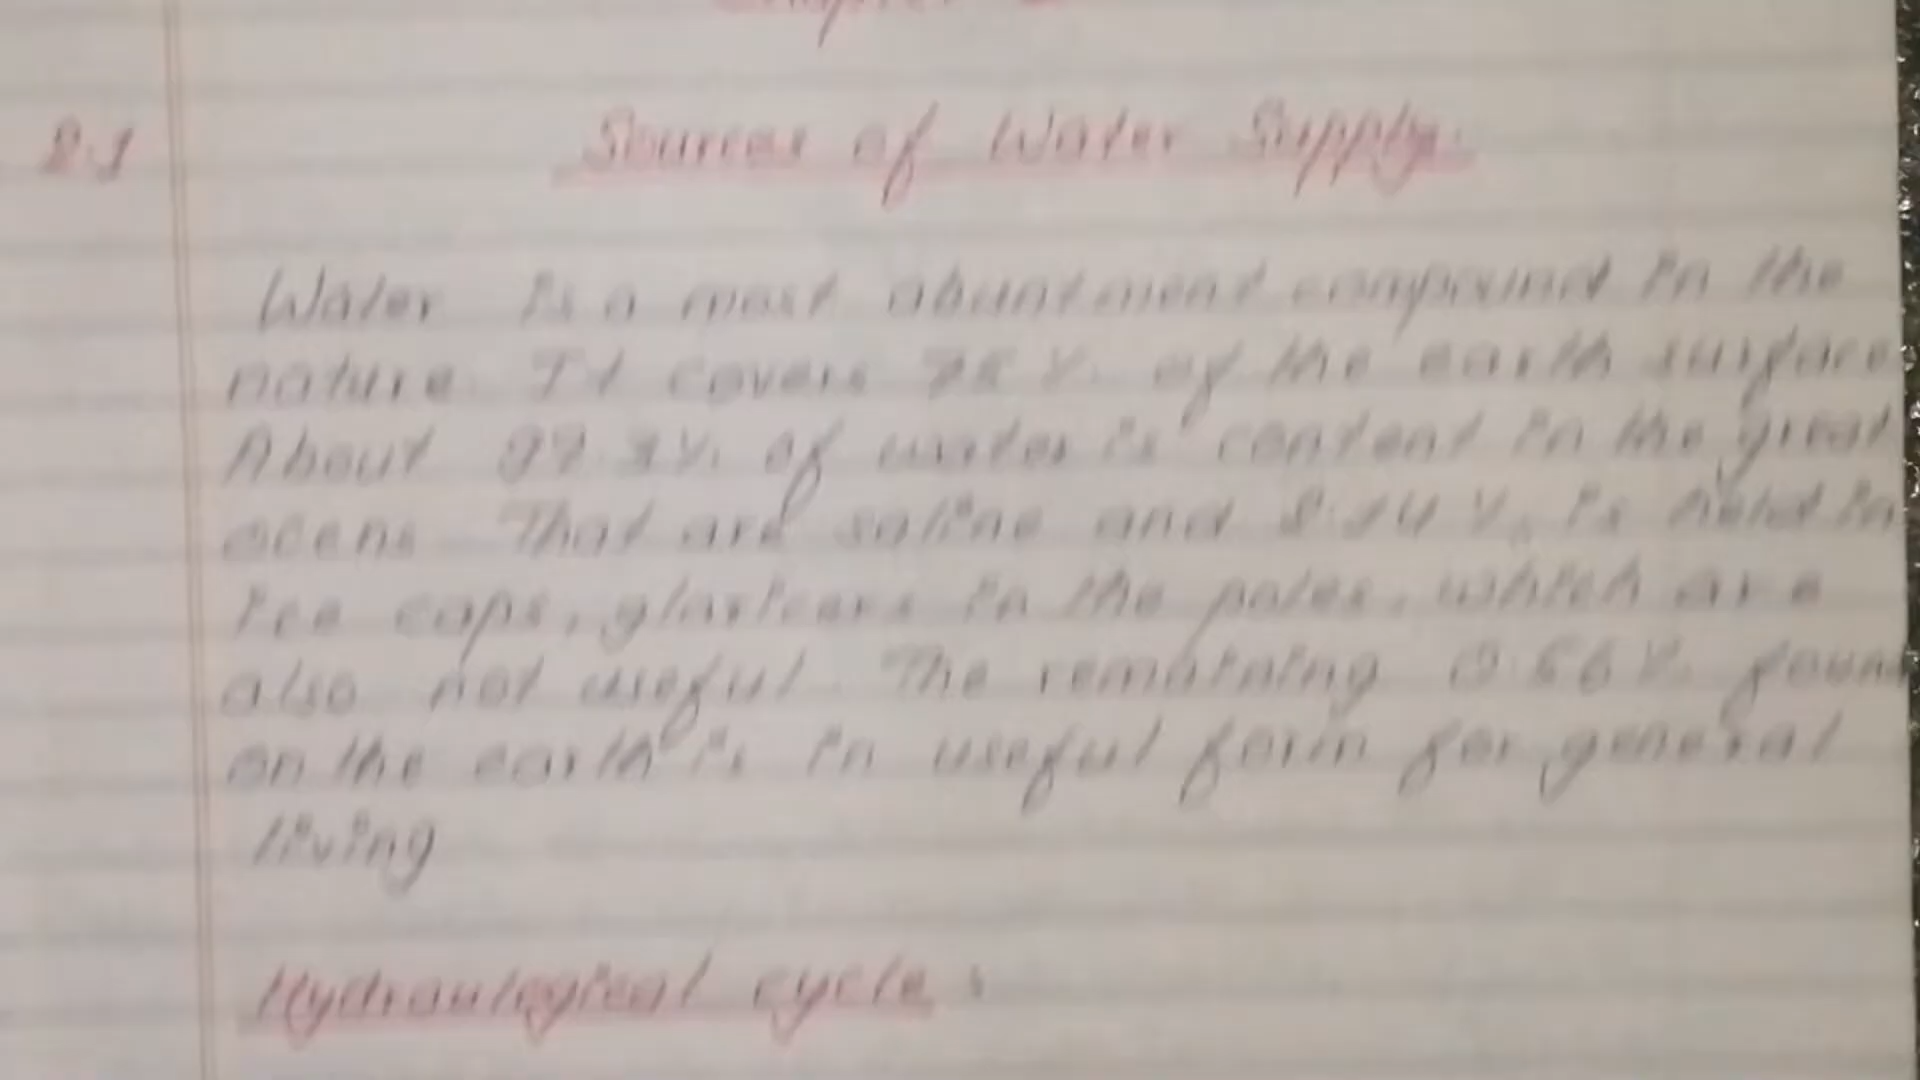 Chapter
2.1 Sources of Water Supply.
Water is a most abuntment compound in the
nature. It covers 75%. of the earth surface
About 97.3%. of water is content in the great
ocens That are saline and 2.14%. is held in
ice caps, glariears in the poles, which are
also not useful. The remaining 0.56%. foun
on the earth is in useful form for general
living
Hydraulogical cycle :